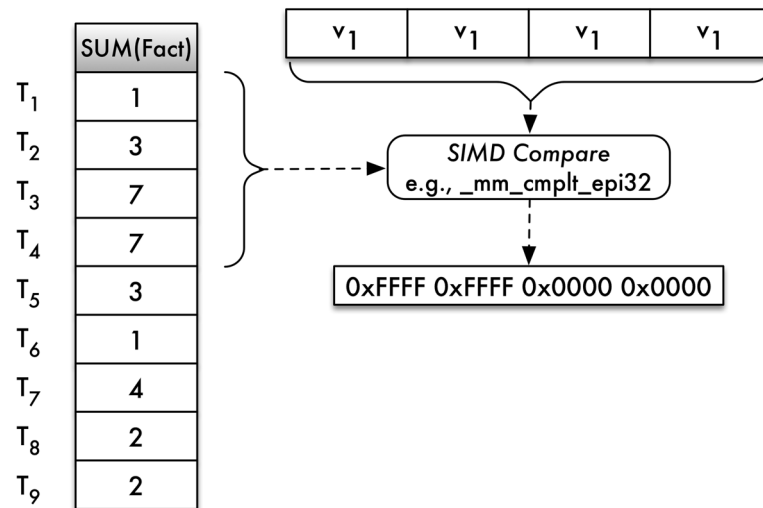 v₁ v₁ v₁ v₁
SUM(Fact)
T₁ 1
T₂ 3
T₃ 7
T₄ 7
T₅ 3
T₆ 1
T₇ 4
T₈ 2
T₉ 2
SIMD Compare
e.g., _mm_cmplt_epi32
0xFFFF 0xFFFF 0x0000 0x0000